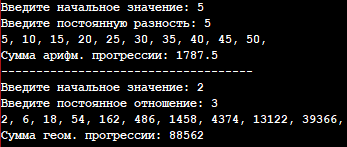 Введите начальное значение: 5
Введите постоянную разность: 5
5, 10, 15, 20, 25, 30, 35, 40, 45, 50,
Сумма арифм. прогрессии: 1787.5
------------------------------------
Введите начальное значение: 2
Введите постоянное отношение: 3
2, 6, 18, 54, 162, 486, 1458, 4374, 13122, 39366,
Сумма геом. прогрессии: 88562